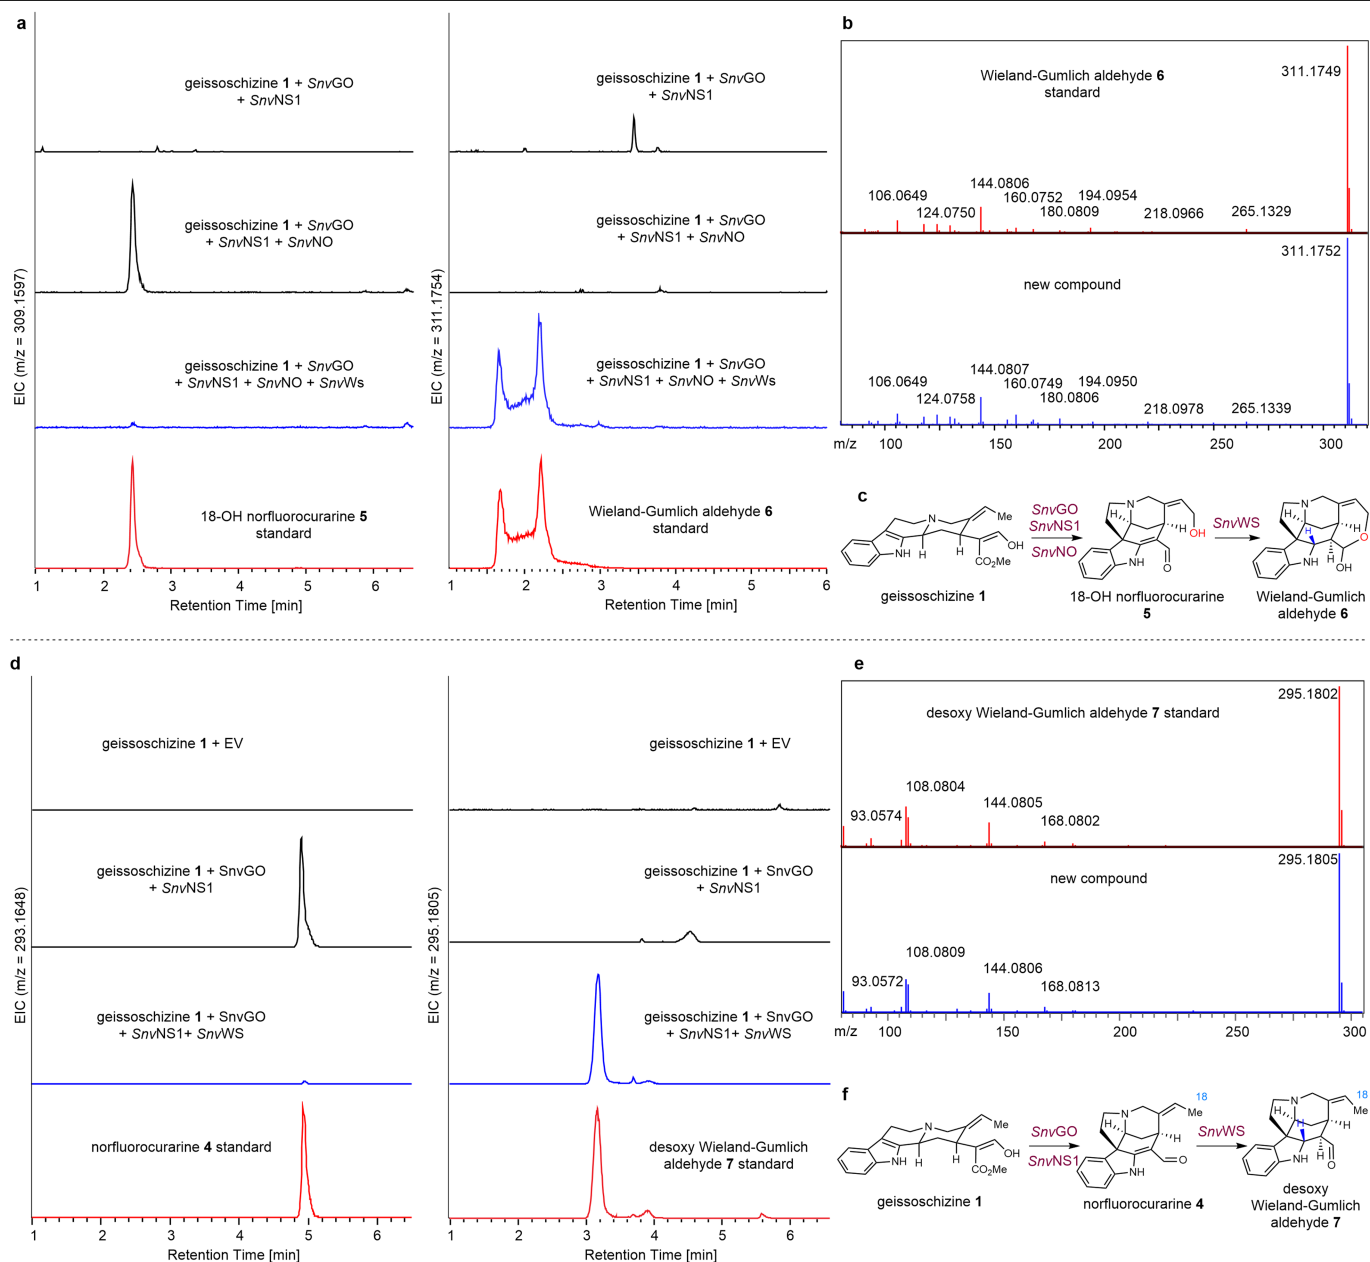 a
EIC (m/z = 309.1597)
geissoschizine 1 + SnvGO
+ SnvNS1
geissoschizine 1 + SnvGO
+ SnvNS1 + SnvNO
geissoschizine 1 + SnvGO
+ SnvNS1 + SnvNO + SnvWs
18-OH norfluorocurarine 5
standard
1 2 3 4 5 6
Retention Time [min]
EIC (m/z = 311.1754)
geissoschizine 1 + SnvGO
+ SnvNS1
geissoschizine 1 + SnvGO
+ SnvNS1 + SnvNO
geissoschizine 1 + SnvGO
+ SnvNS1 + SnvNO + SnvWs
Wieland-Gumlich aldehyde 6
standard
1 2 3 4 5 6
Retention Time [min]
b
Wieland-Gumlich aldehyde 6
standard
311.1749
106.0649
124.0750
144.0806
160.0752
180.0809
194.0954
218.0966
265.1329
new compound
311.1752
106.0649
124.0758
144.0807
160.0749
180.0806
194.0950
218.0978
265.1339
m/z 100 150 200 250 300
c
N
Me
NH
H
H
OH
CO2Me
geissoschizine 1
SnvGO
SnvNS1
SnvNO
N
H
H
OH
NH
O
18-OH norfluorocurarine
5
SnvWS
N
H
H
H
O
NH
H
OH
Wieland-Gumlich
aldehyde 6
d
EIC (m/z = 293.1648)
geissoschizine 1 + EV
geissoschizine 1 + SnvGO
+ SnvNS1
geissoschizine 1 + SnvGO
+ SnvNS1+ SnvWS
norfluorocurarine 4 standard
1 2 3 4 5 6
Retention Time [min]
EIC (m/z = 295.1805)
geissoschizine 1 + EV
geissoschizine 1 + SnvGO
+ SnvNS1
geissoschizine 1 + SnvGO
+ SnvNS1+ SnvWS
desoxy Wieland-Gumlich
aldehyde 7 standard
1 2 3 4 5 6
Retention Time [min]
e
desoxy Wieland-Gumlich aldehyde 7 standard
295.1802
93.0574
108.0804
144.0805
168.0802
new compound
295.1805
93.0572
108.0809
144.0806
168.0813
m/z 100 150 200 250 300
f
N
Me
NH
H
H
OH
CO2Me
geissoschizine 1
SnvGO
SnvNS1
18
N
Me
H
H
NH
O
norfluorocurarine 4
SnvWS
18
N
Me
H
H
H
NH
H
O
desoxy
Wieland-Gumlich
aldehyde 7